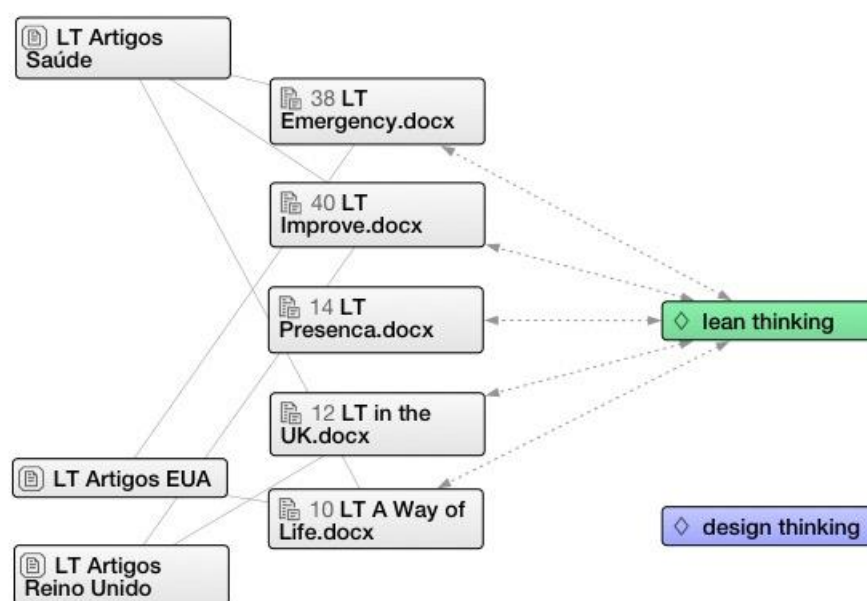 LT Artigos
Saúde
38 LT
Emergency.docx
40 LT
Improve.docx
14 LT
Presenca.docx
lean thinking
12 LT in the
UK.docx
LT Artigos EUA
10 LT A Way of
Life.docx
design thinking
LT Artigos
Reino Unido